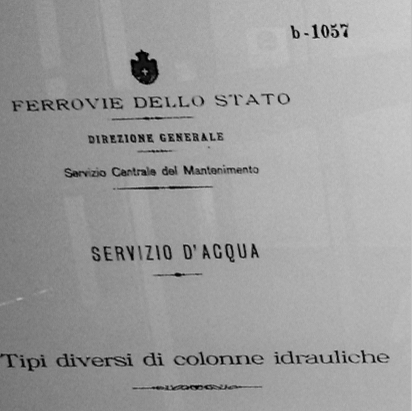 b-1057
FERROVIE DELLO STATO
DIREZIONE GENERALE
Servizio Centrale del Mantenimento
SERVIZIO D'ACQUA
Tipi diversi di colonne idrauliche